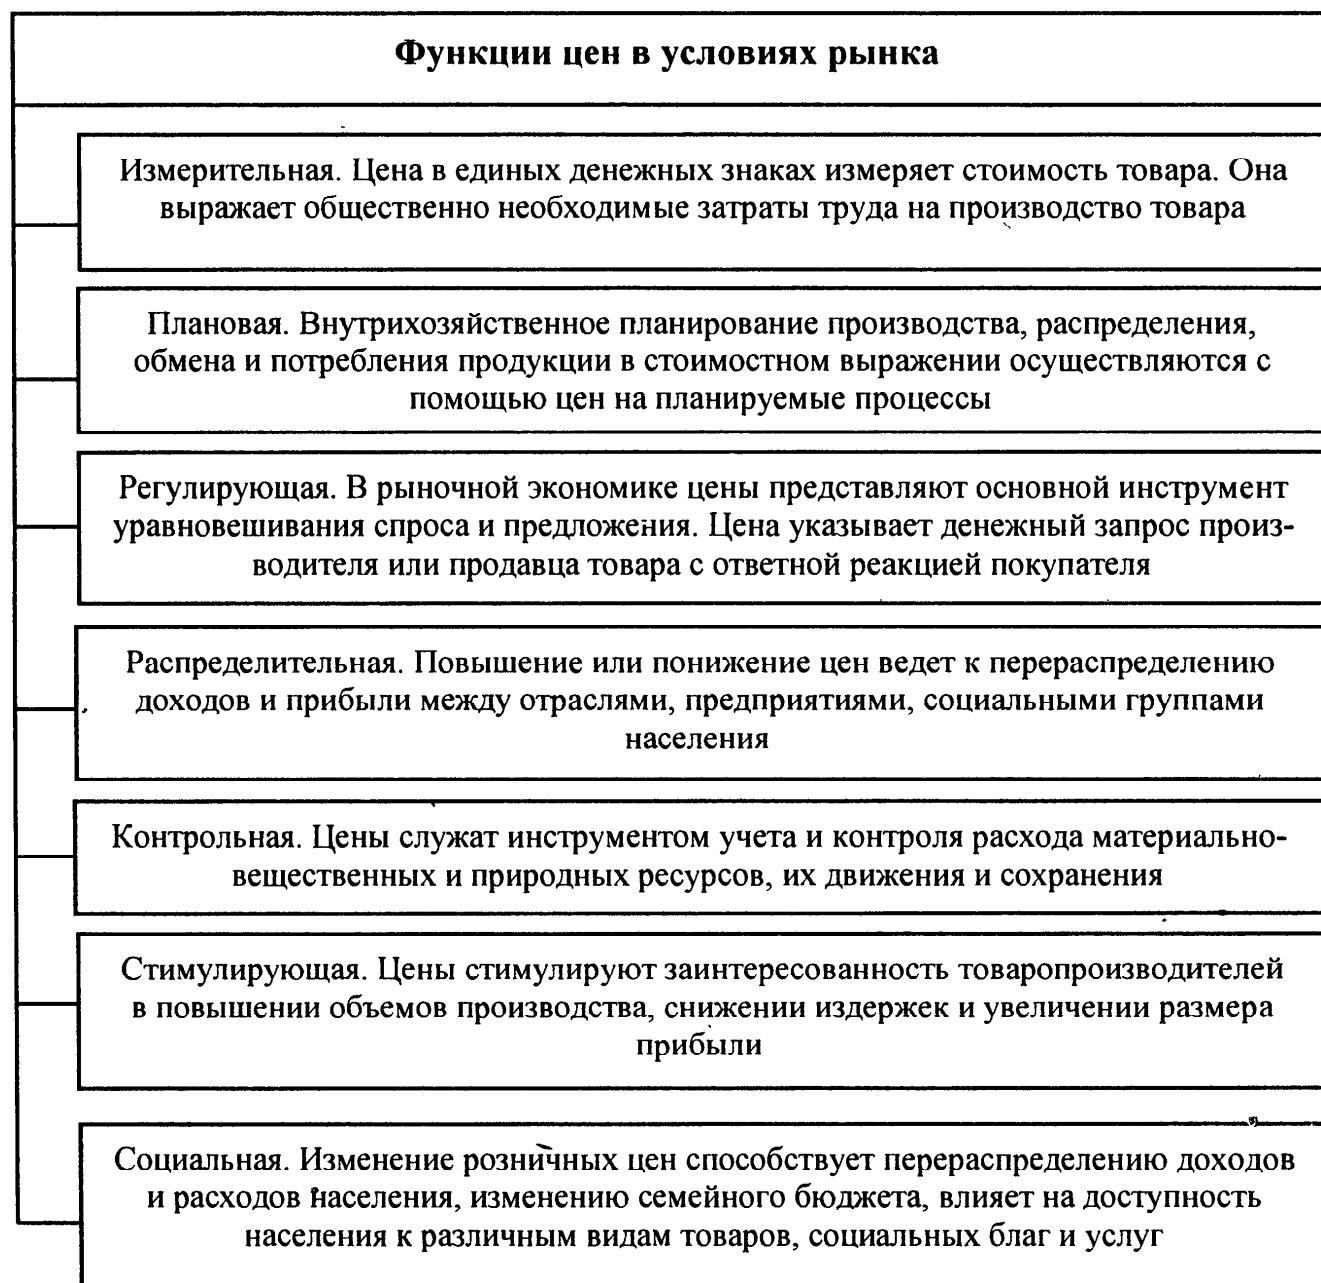 Функции цен в условиях рынка
Измерительная. Цена в единых денежных знаках измеряет стоимость товара. Она
выражает общественно необходимые затраты труда на производство товара
Плановая. Внутрихозяйственное планирование производства, распределения,
обмена и потребления продукции в стоимостном выражении осуществляются с
помощью цен на планируемые процессы
Регулирующая. В рыночной экономике цены представляют основной инструмент
уравновешивания спроса и предложения. Цена указывает денежный запрос произ-
водителя или продавца товара с ответной реакцией покупателя
Распределительная. Повышение или понижение цен ведет к перераспределению
доходов и прибыли между отраслями, предприятиями, социальными группами
населения
Контрольная. Цены служат инструментом учета и контроля расхода материально-
вещественных и природных ресурсов, их движения и сохранения
Стимулирующая. Цены стимулируют заинтересованность товаропроизводителей
в повышении объемов производства, снижении издержек и увеличении размера
прибыли
Социальная. Изменение розничных цен способствует перераспределению доходов
и расходов населения, изменению семейного бюджета, влияет на доступность
населения к различным видам товаров, социальных благ и услуг